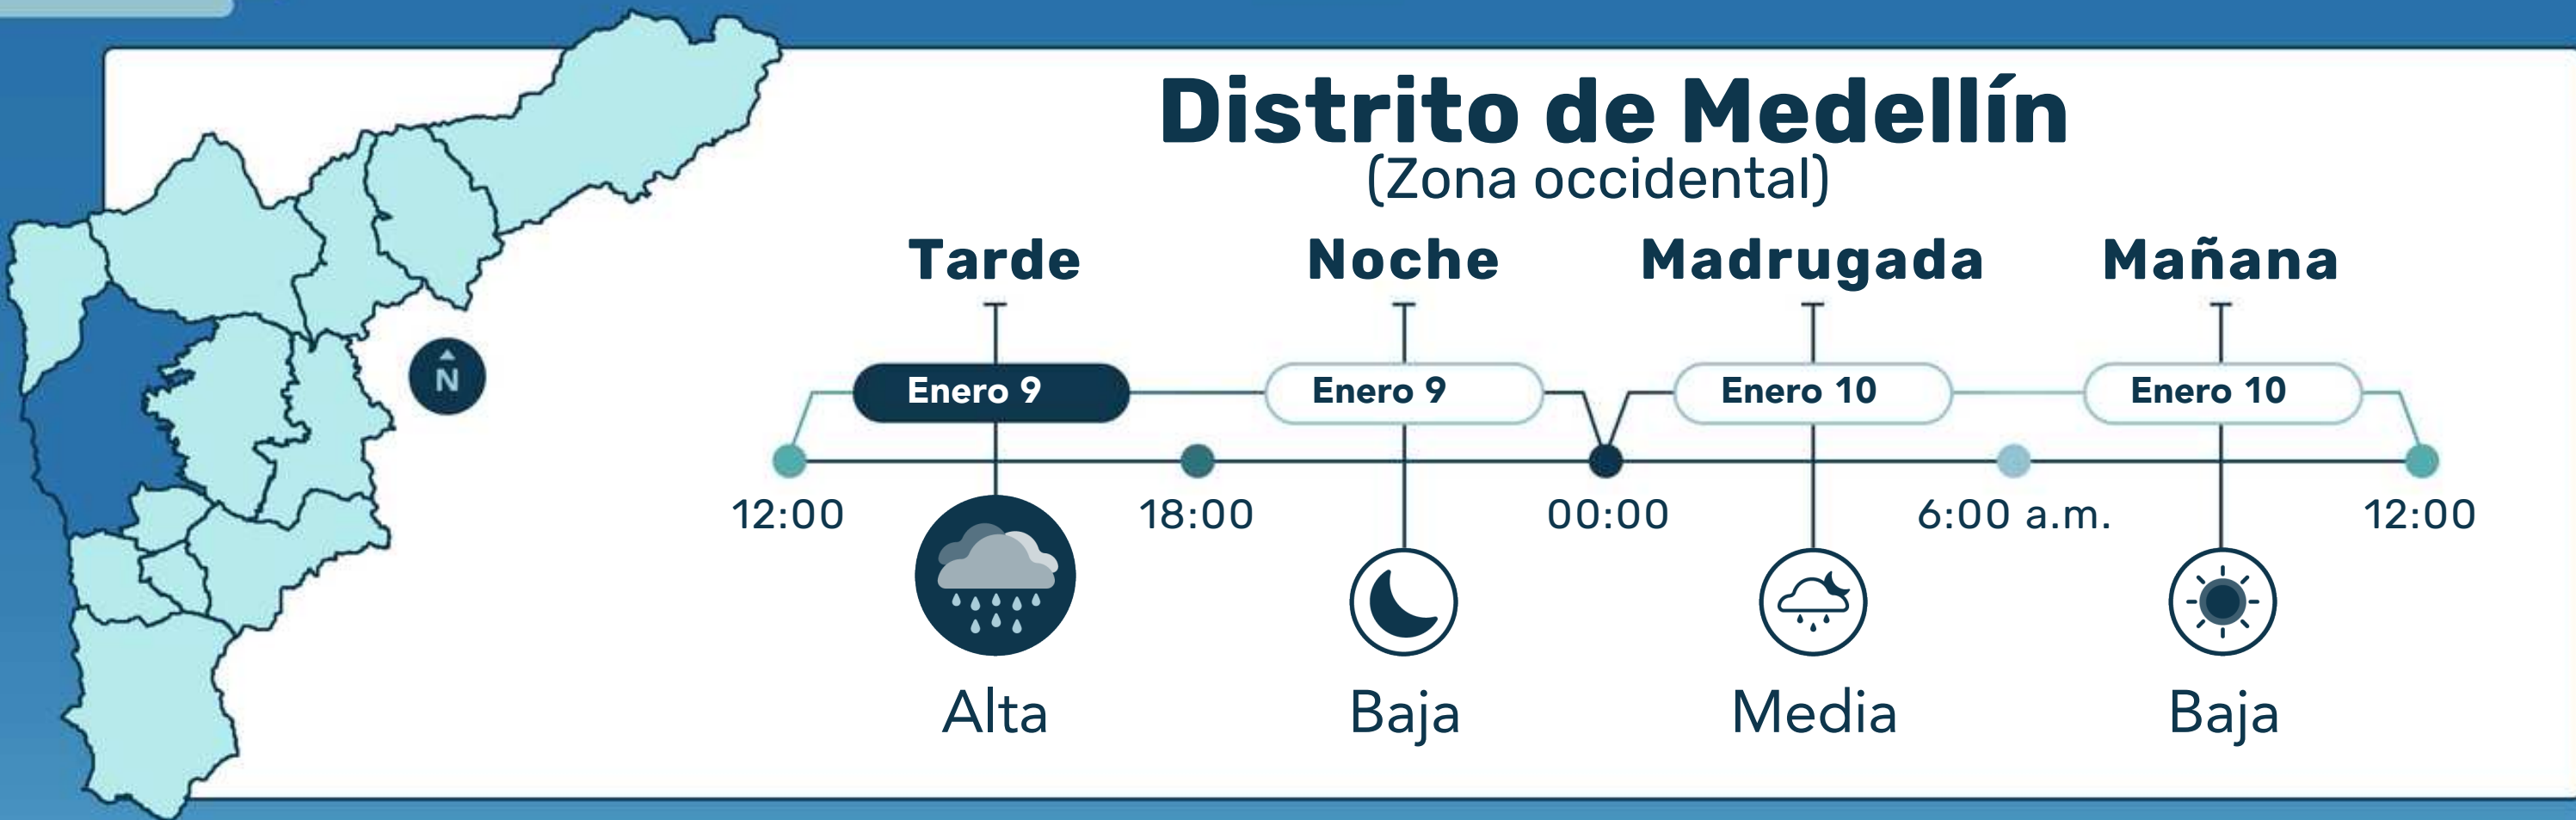 Distrito de Medellín
(Zona occidental)
Tarde Noche Madrugada Mañana
Enero 9 Enero 9 Enero 10 Enero 10
N
12:00 18:00 00:00 6:00 a.m. 12:00
Alta Baja Media Baja